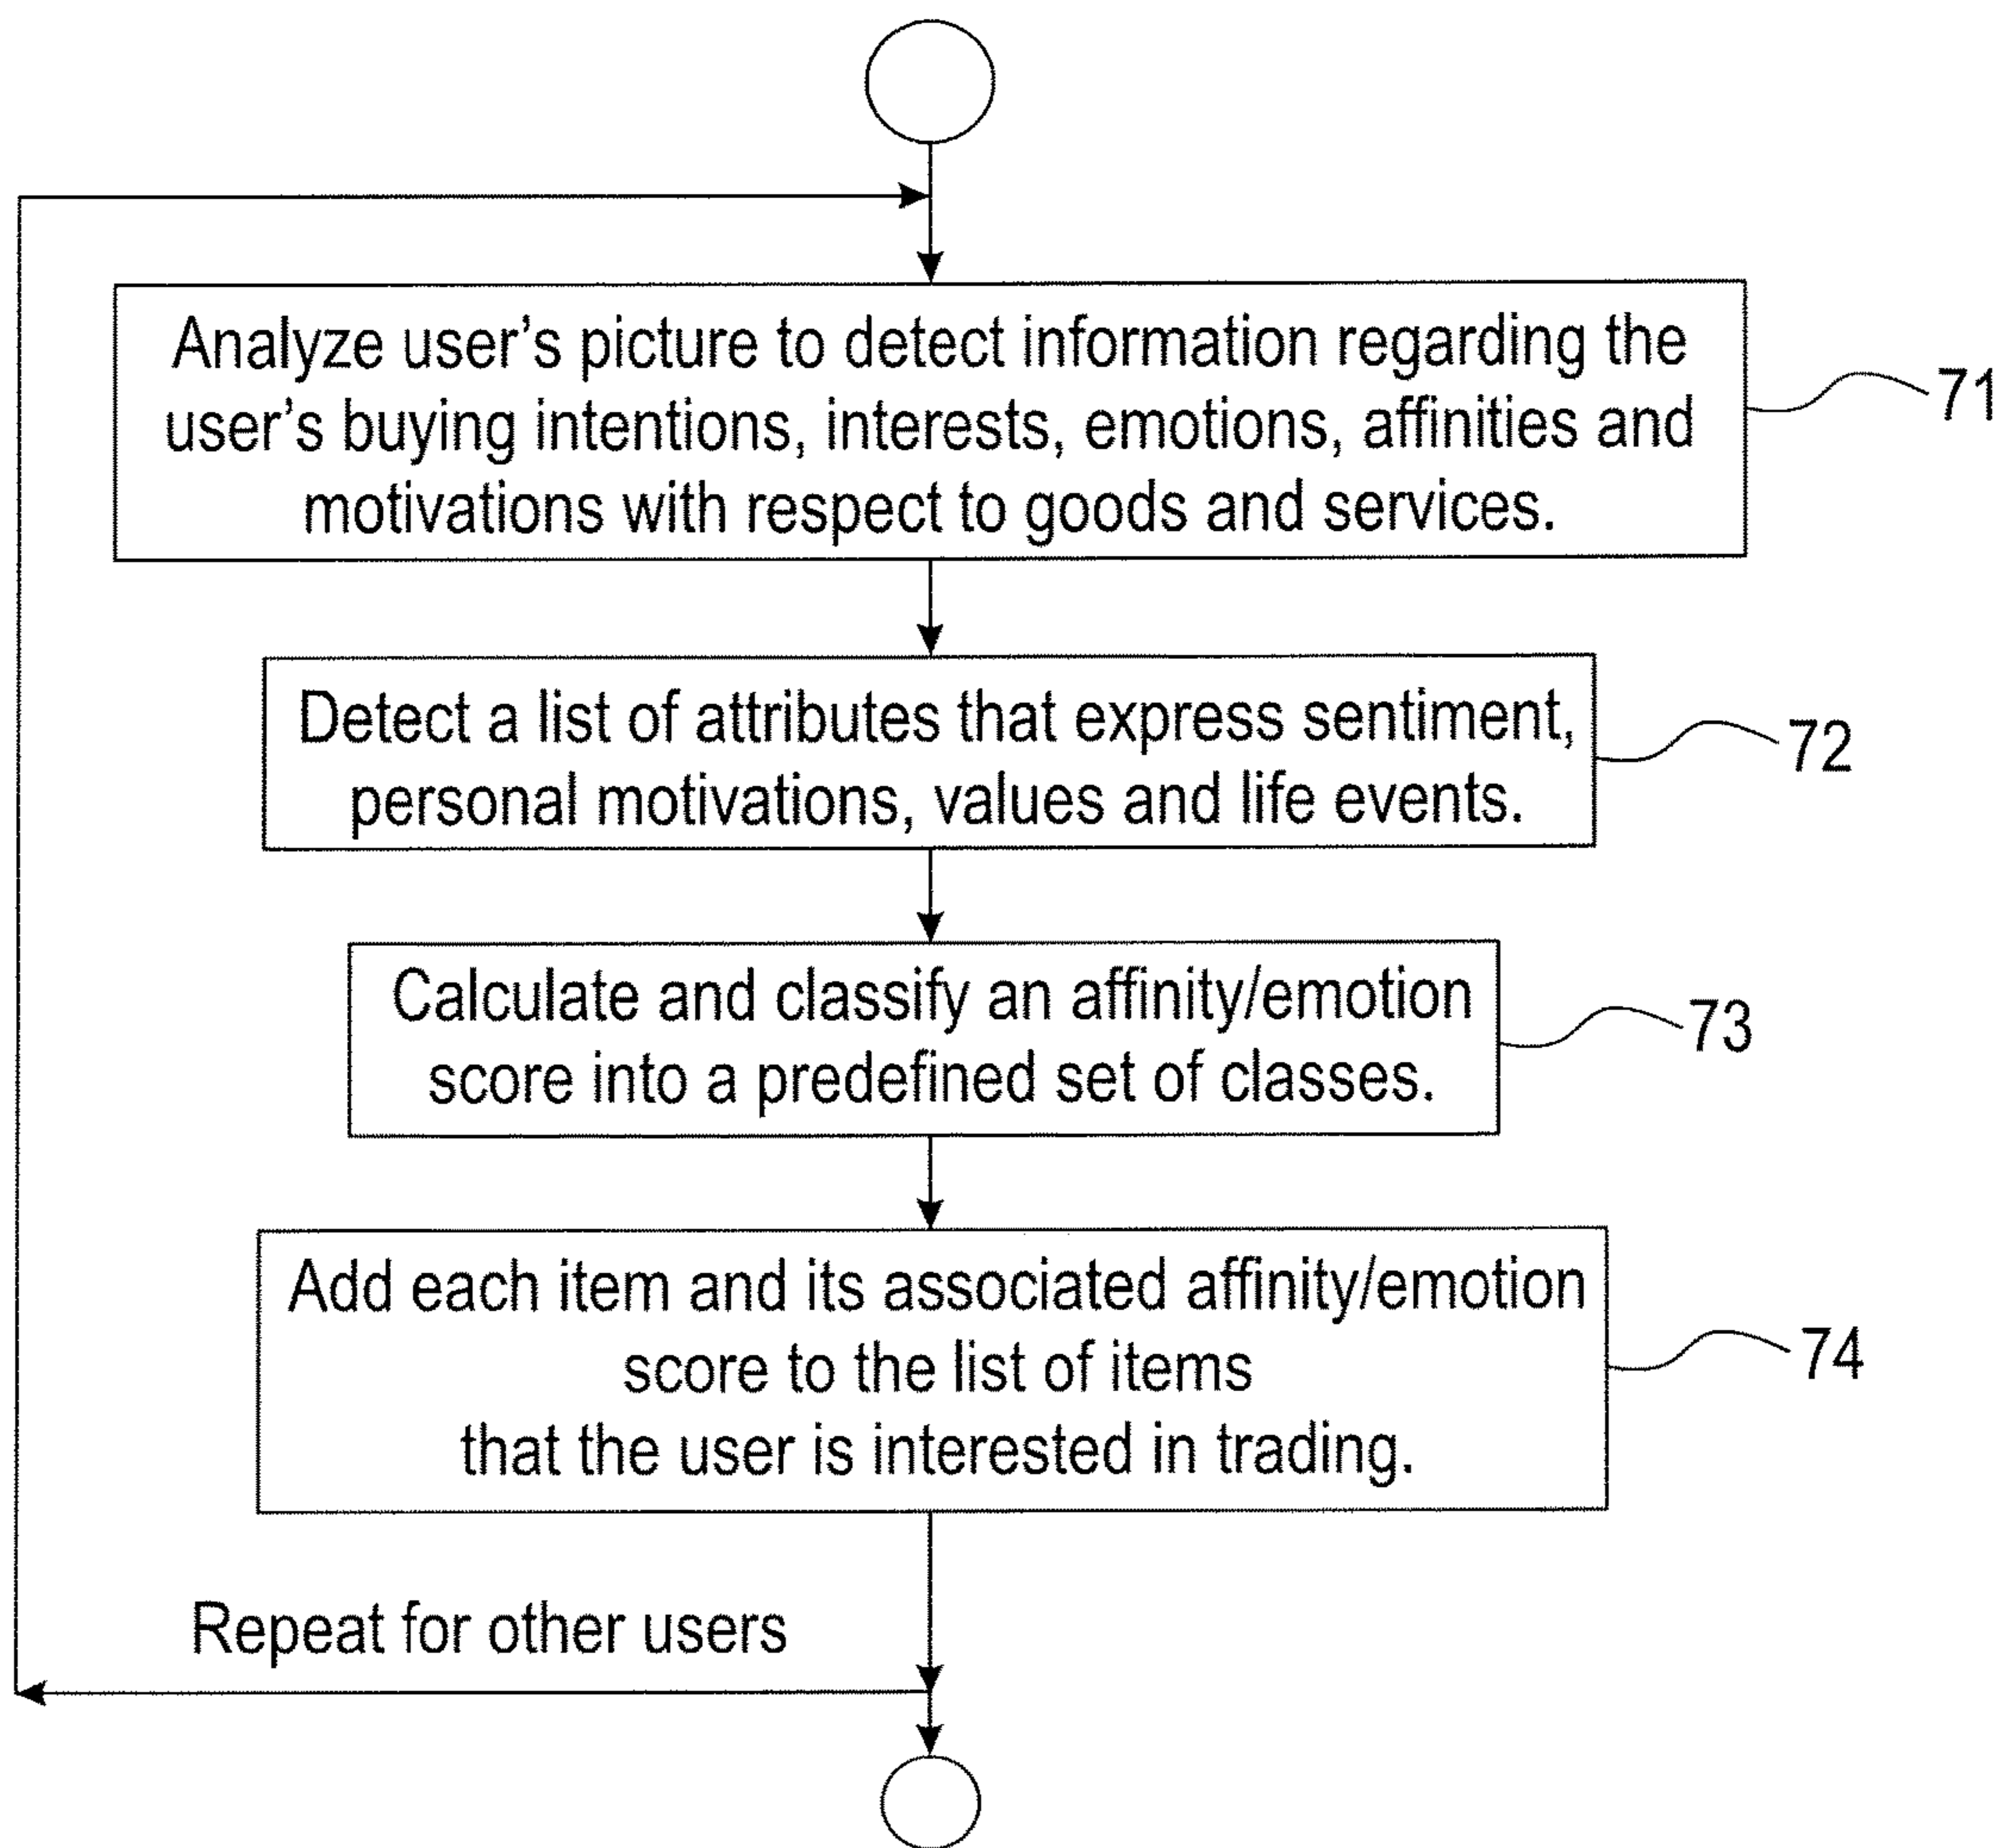 Analyze user’s picture to detect information regarding the
user’s buying intentions, interests, emotions, affinities and
motivations with respect to goods and services.
71
Detect a list of attributes that express sentiment,
personal motivations, values and life events.
72
Calculate and classify an affinity/emotion
score into a predefined set of classes.
73
Add each item and its associated affinity/emotion
score to the list of items
that the user is interested in trading.
74
Repeat for other users